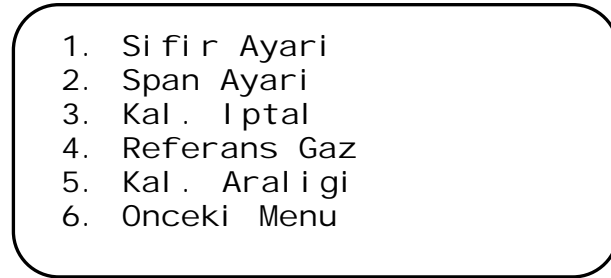 1. Sifir Ayari
2. Span Ayari
3. Kal. Iptal
4. Referans Gaz
5. Kal. Araligi
6. Onceki Menu